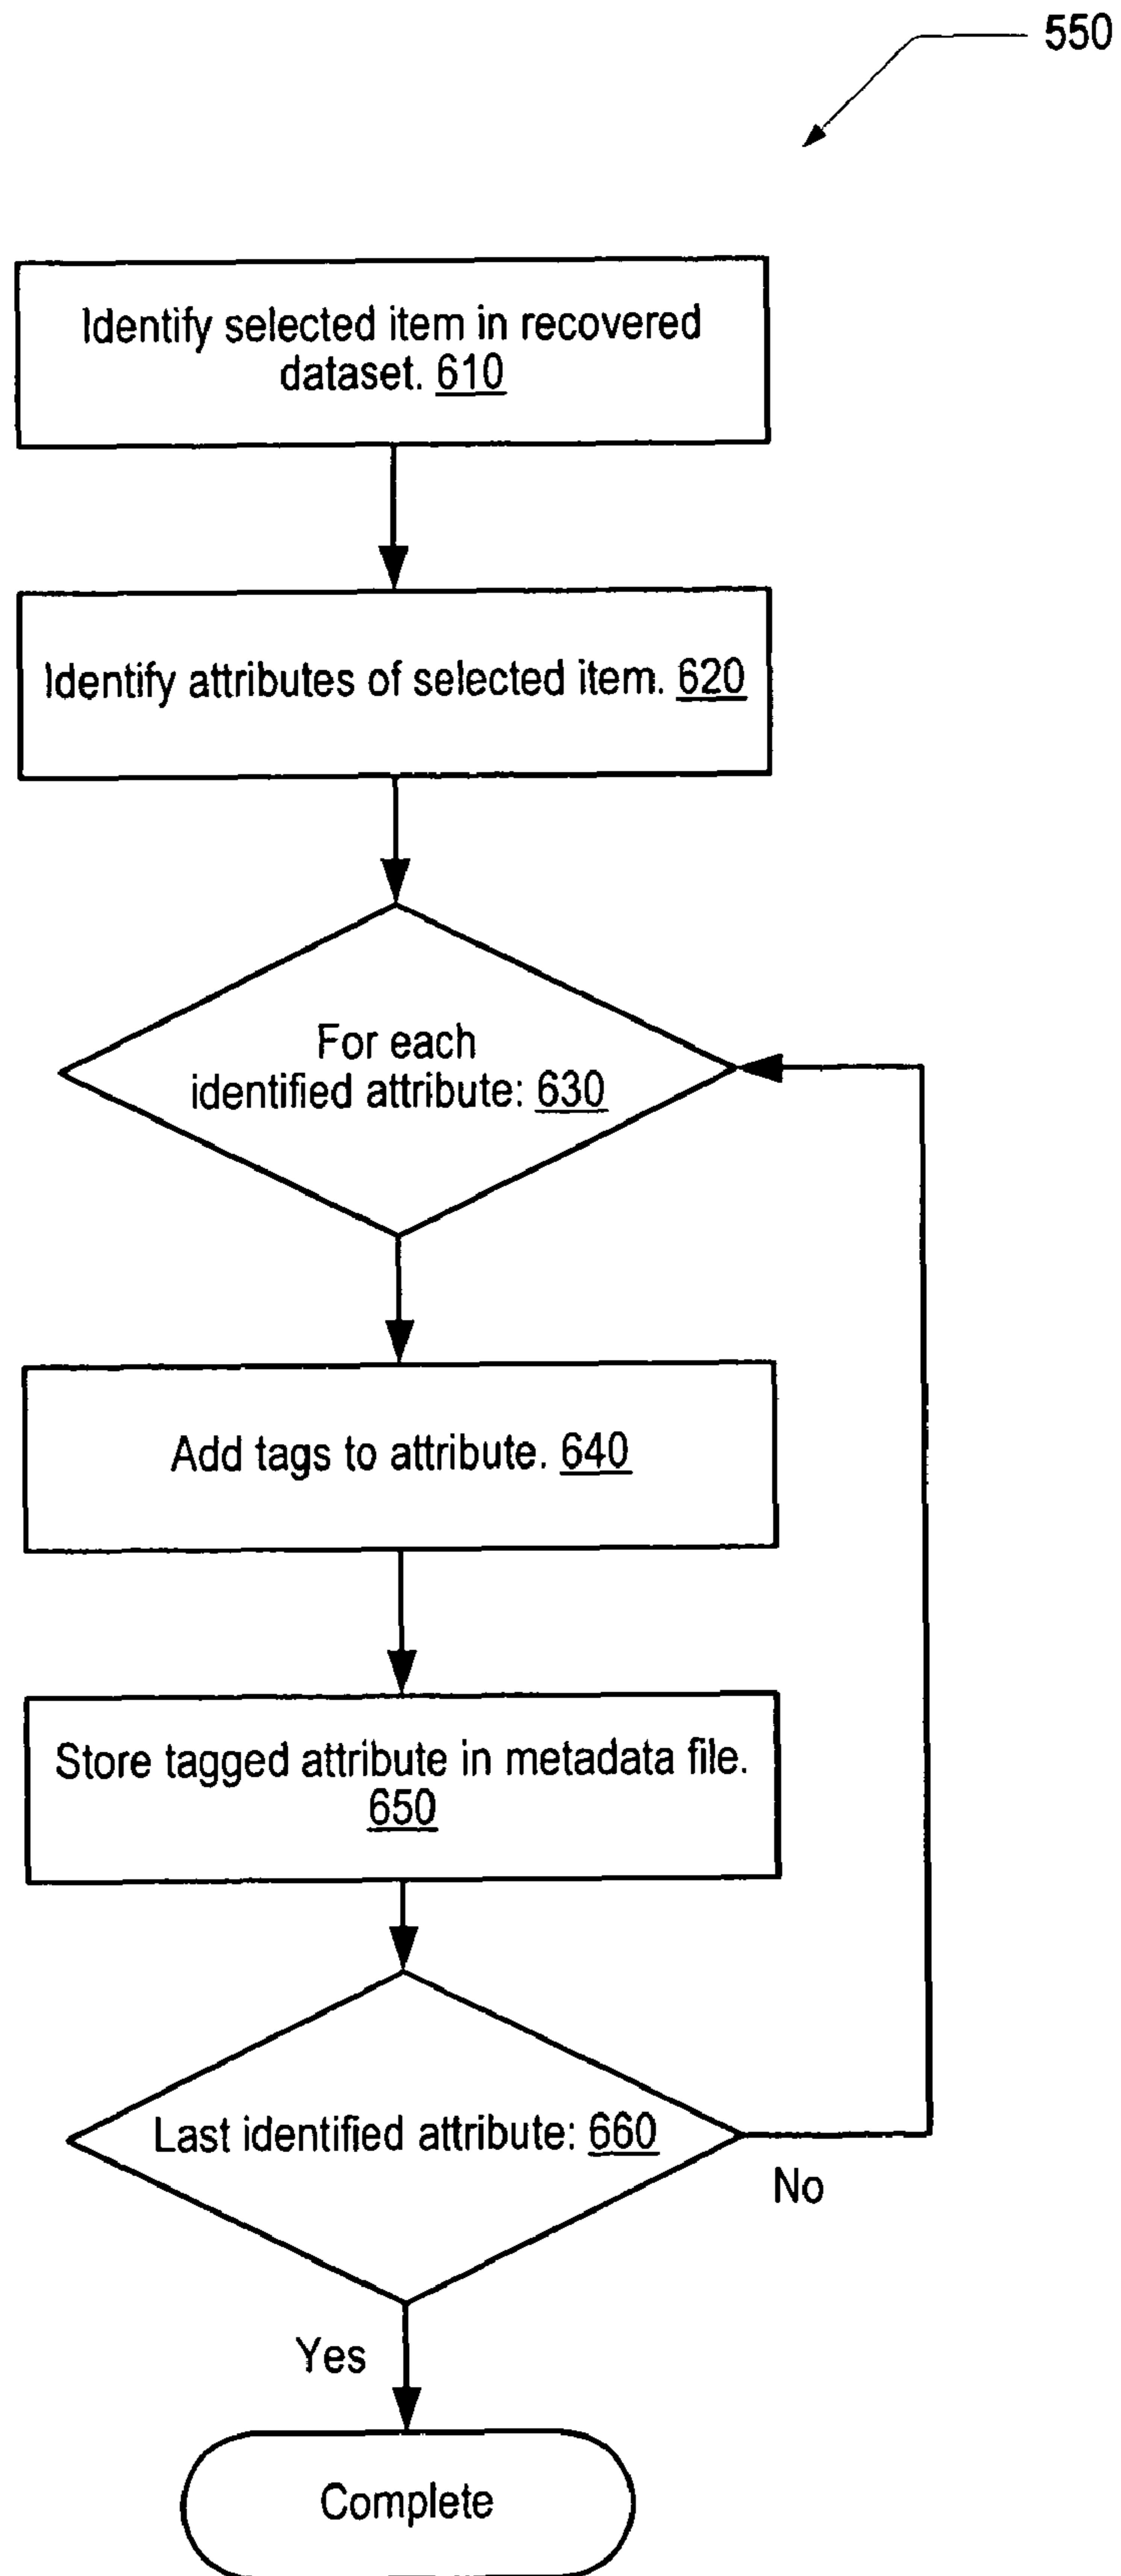 550
Identify selected item in recovered
dataset. 610
Identify attributes of selected item. 620
For each
identified attribute: 630
Add tags to attribute. 640
Store tagged attribute in metadata file.
650
Last identified attribute: 660
No
Yes
Complete